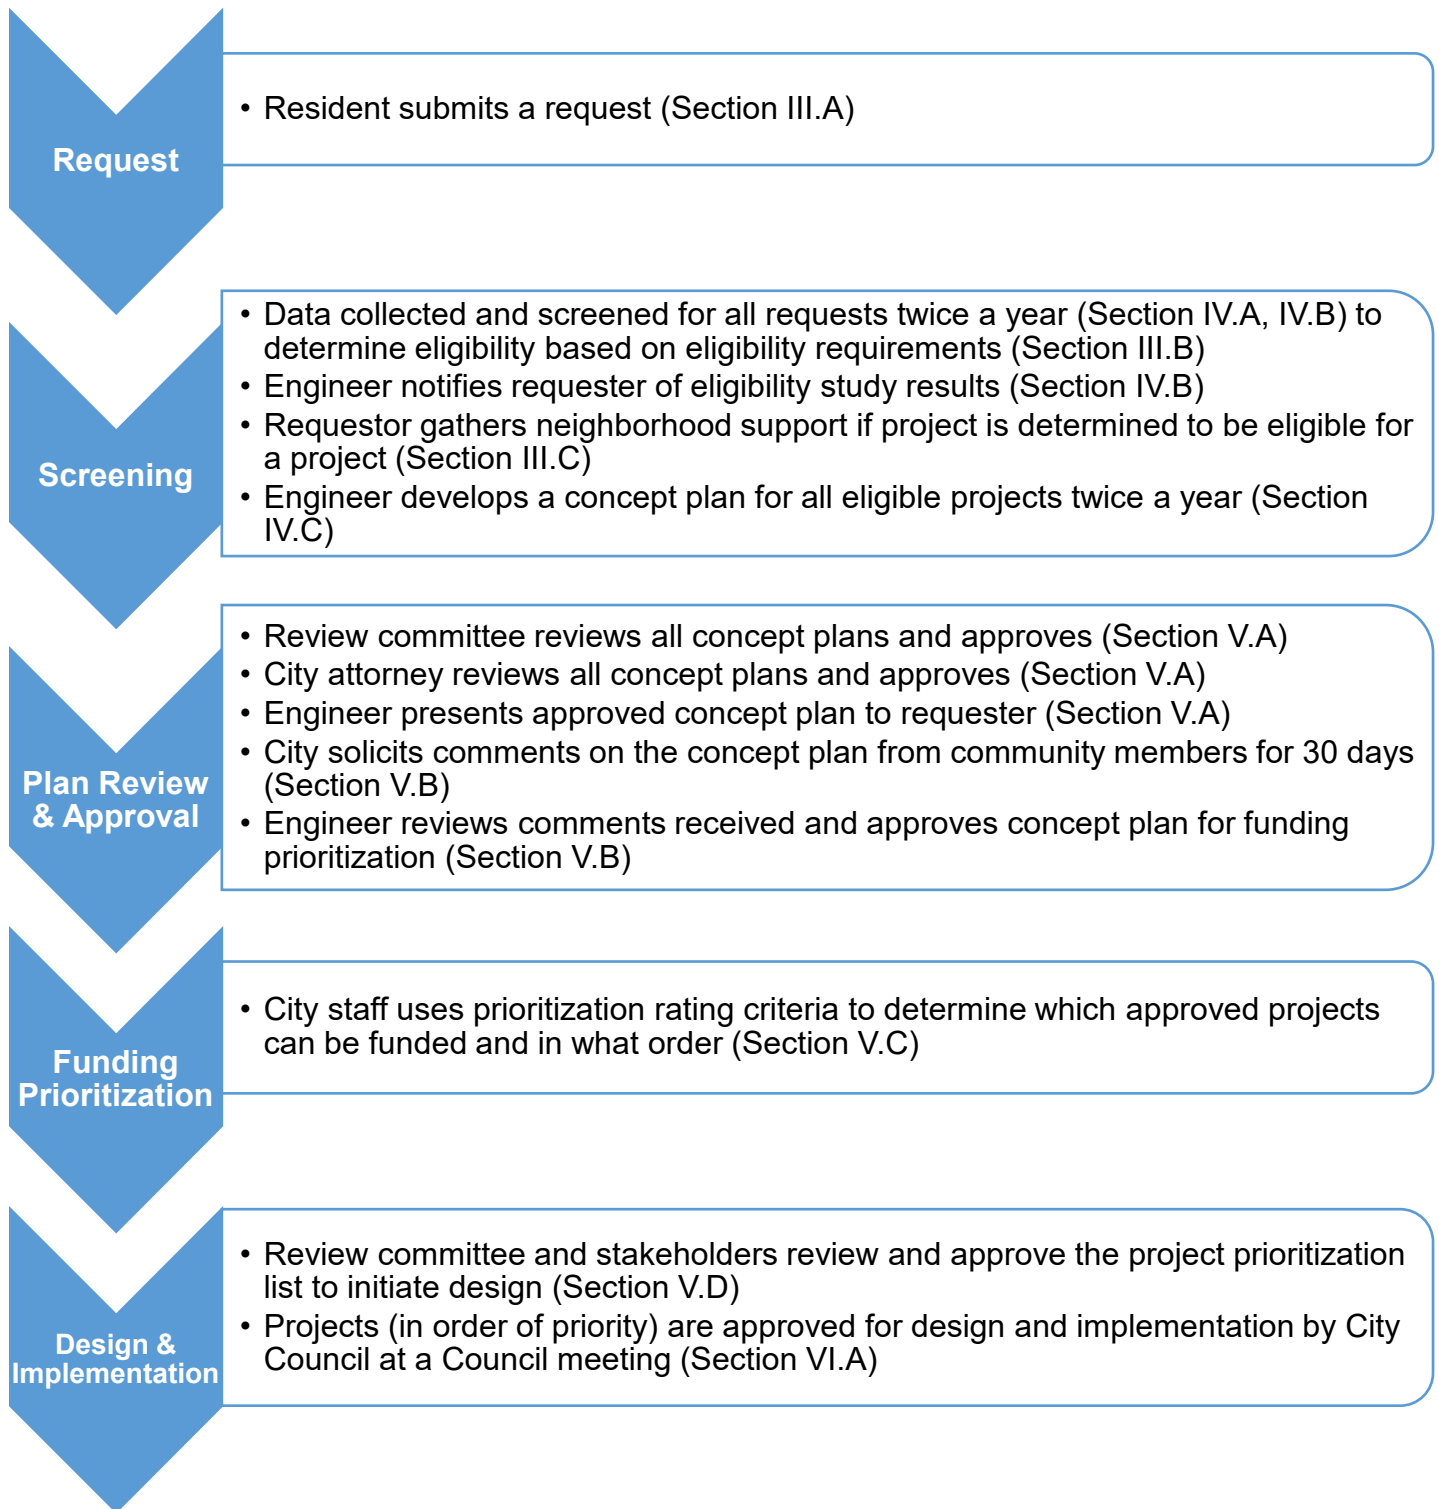 Request
• Resident submits a request (Section III.A)
Screening
• Data collected and screened for all requests twice a year (Section IV.A, IV.B) to
determine eligibility based on eligibility requirements (Section III.B)
• Engineer notifies requester of eligibility study results (Section IV.B)
• Requestor gathers neighborhood support if project is determined to be eligible for
a project (Section III.C)
• Engineer develops a concept plan for all eligible projects twice a year (Section
IV.C)
Plan Review
& Approval
• Review committee reviews all concept plans and approves (Section V.A)
• City attorney reviews all concept plans and approves (Section V.A)
• Engineer presents approved concept plan to requester (Section V.A)
• City solicits comments on the concept plan from community members for 30 days
(Section V.B)
• Engineer reviews comments received and approves concept plan for funding
prioritization (Section V.B)
Funding
Prioritization
• City staff uses prioritization rating criteria to determine which approved projects
can be funded and in what order (Section V.C)
Design &
Implementation
• Review committee and stakeholders review and approve the project prioritization
list to initiate design (Section V.D)
• Projects (in order of priority) are approved for design and implementation by City
Council at a Council meeting (Section VI.A)